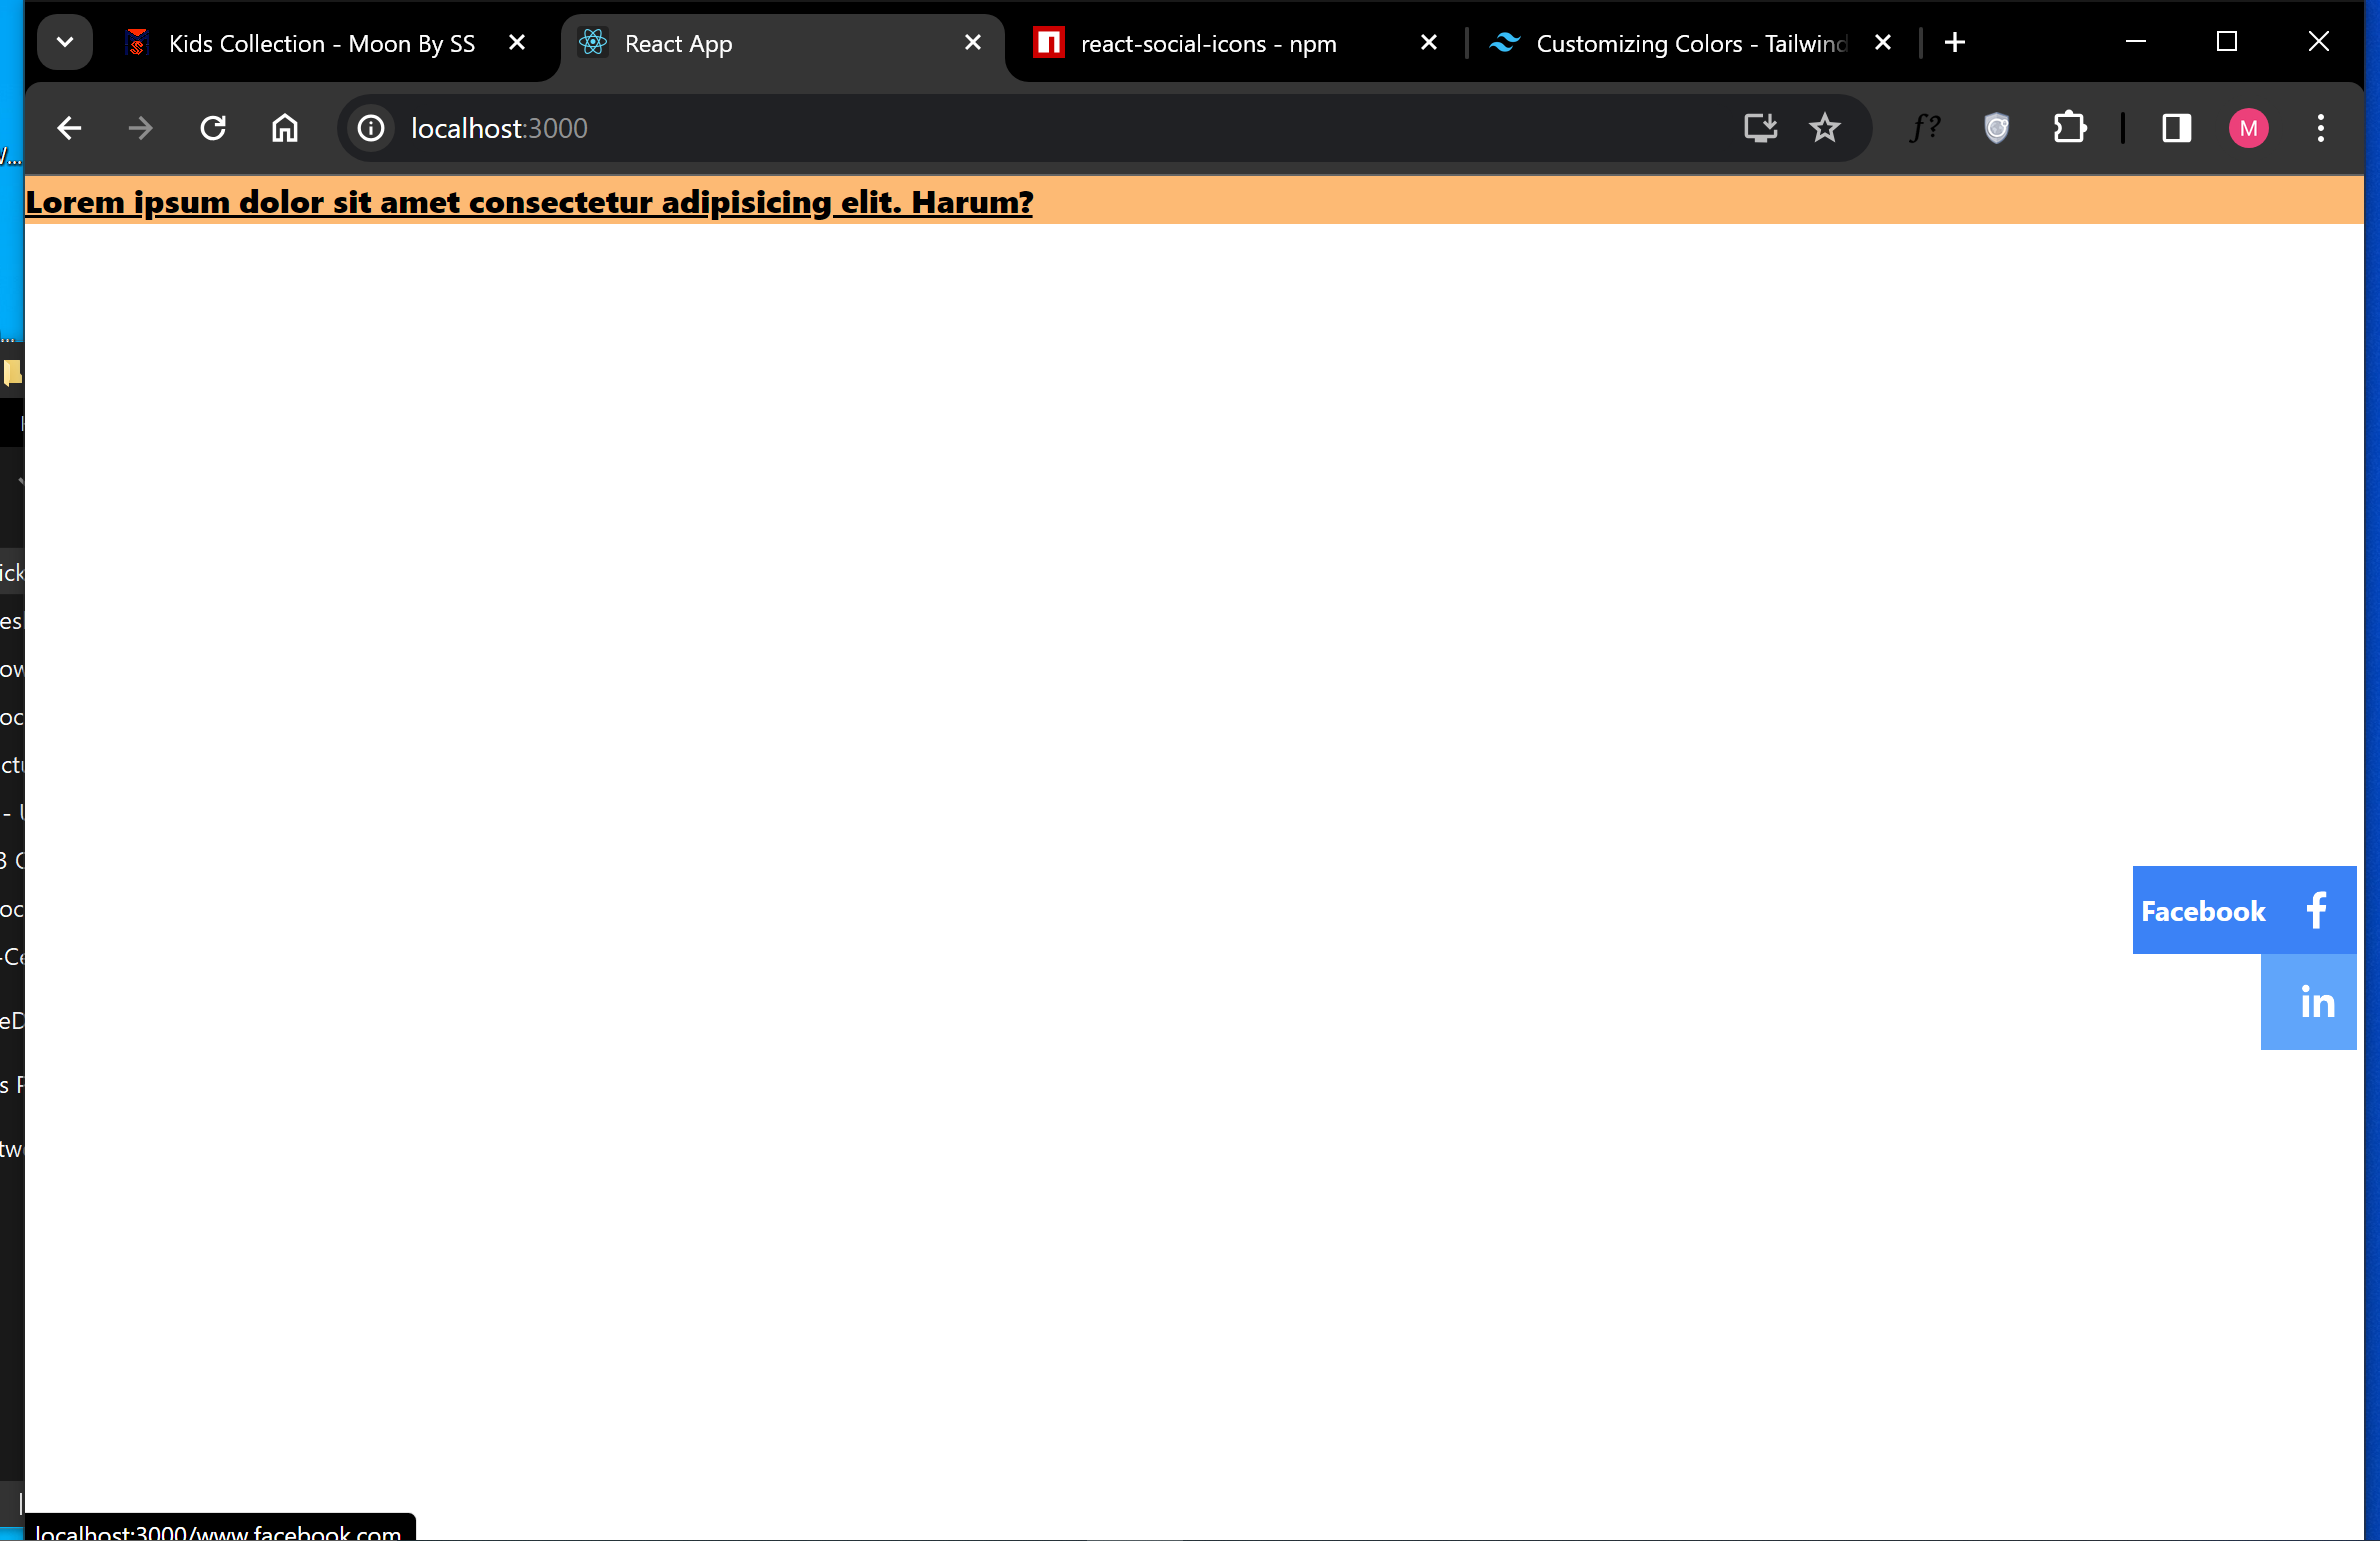 Kids Collection - Moon By SS
React App
react-social-icons - npm
Customizing Colors - Tailwind
localhost:3000
f?
M
Lorem ipsum dolor sit amet consectetur adipisicing elit. Harum?
Facebook
in
localhost:3000/www.facebook.com